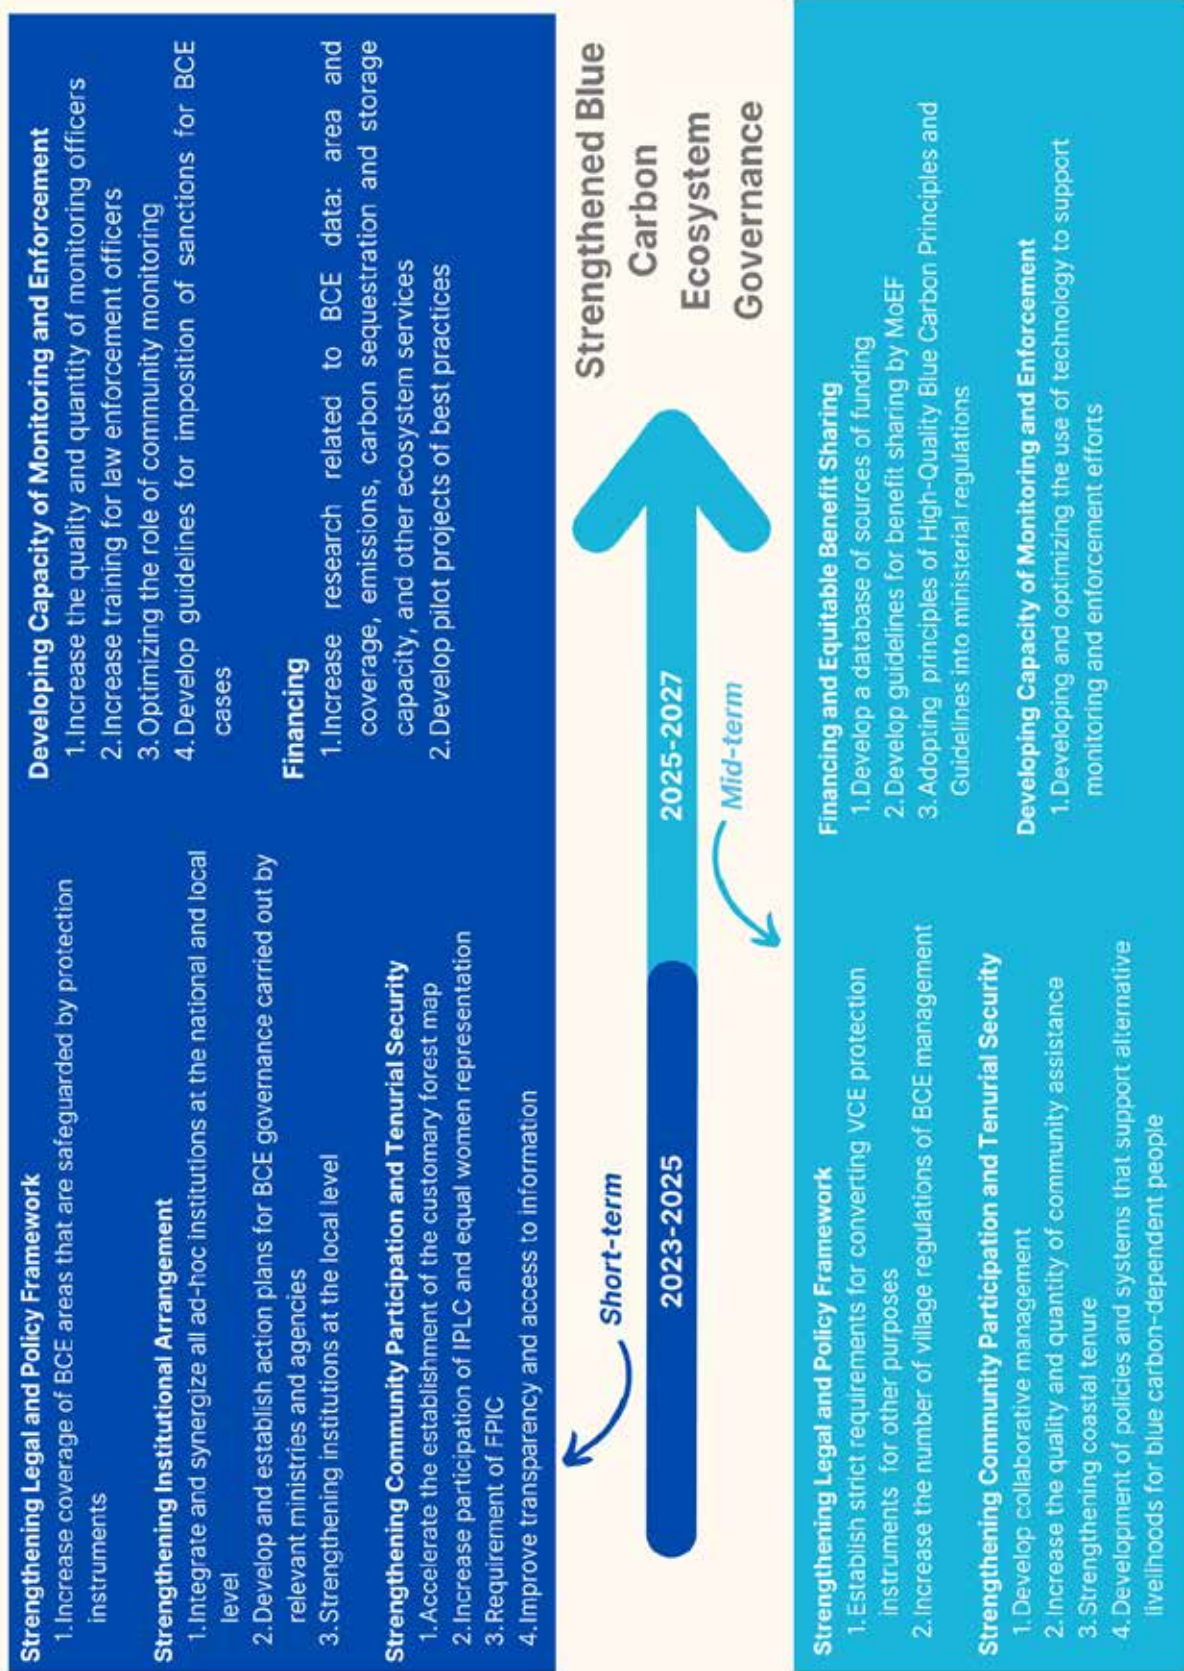 Strengthening Legal and Policy Framework
1.Increase coverage of BCE areas that are safeguarded by protection
instruments
Strengthening Institutional Arrangement
1.Integrate and synergize all ad-hoc institutions at the national and local
level
2.Develop and establish action plans for BCE governance carried out by
relevant ministries and agencies
3.Strengthening institutions at the local level
Strengthening Community Participation and Tenurial Security
1.Accelerate the establishment of the customary forest map
2.Increase participation of IPLC and equal women representation
3.Requirement of FPIC
4.Improve transparency and access to information
Developing Capacity of Monitoring and Enforcement
1.Increase the quality and quantity of monitoring officers
2.Increase training for law enforcement officers
3.Optimizing the role of community monitoring
4.Develop guidelines for imposition of sanctions for BCE
cases
Financing
1.Increase research related to BCE data: area and
coverage, emissions, carbon sequestration and storage
capacity, and other ecosystem services
2.Develop pilot projects of best practices
Short-term
2023-2025
2025-2027
Mid-term
Strengthened Blue
Carbon
Ecosystem
Governance
Strengthening Legal and Policy Framework
1.Establish strict requirements for converting VCE protection
instruments for other purposes
2.Increase the number of village regulations of BCE management
Strengthening Community Participation and Tenurial Security
1.Develop collaborative management
2.Increase the quality and quantity of community assistance
3.Strengthening coastal tenure
4.Development of policies and systems that support alternative
livelihoods for blue carbon-dependent people
Financing and Equitable Benefit Sharing
1.Develop a database of sources of funding
2.Develop guidelines for benefit sharing by MoEF
3.Adopting principles of High-Quality Blue Carbon Principles and
Guidelines into ministerial regulations
Developing Capacity of Monitoring and Enforcement
1.Developing and optimizing the use of technology to support
monitoring and enforcement efforts